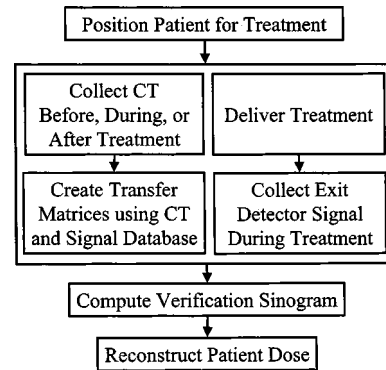 Position Patient for Treatment
Collect CT
Before, During, or
After Treatment
Deliver Treatment
Create Transfer
Matrices using CT
and Signal Database
Collect Exit
Detector Signal
During Treatment
Compute Verification Sinogram
Reconstruct Patient Dose